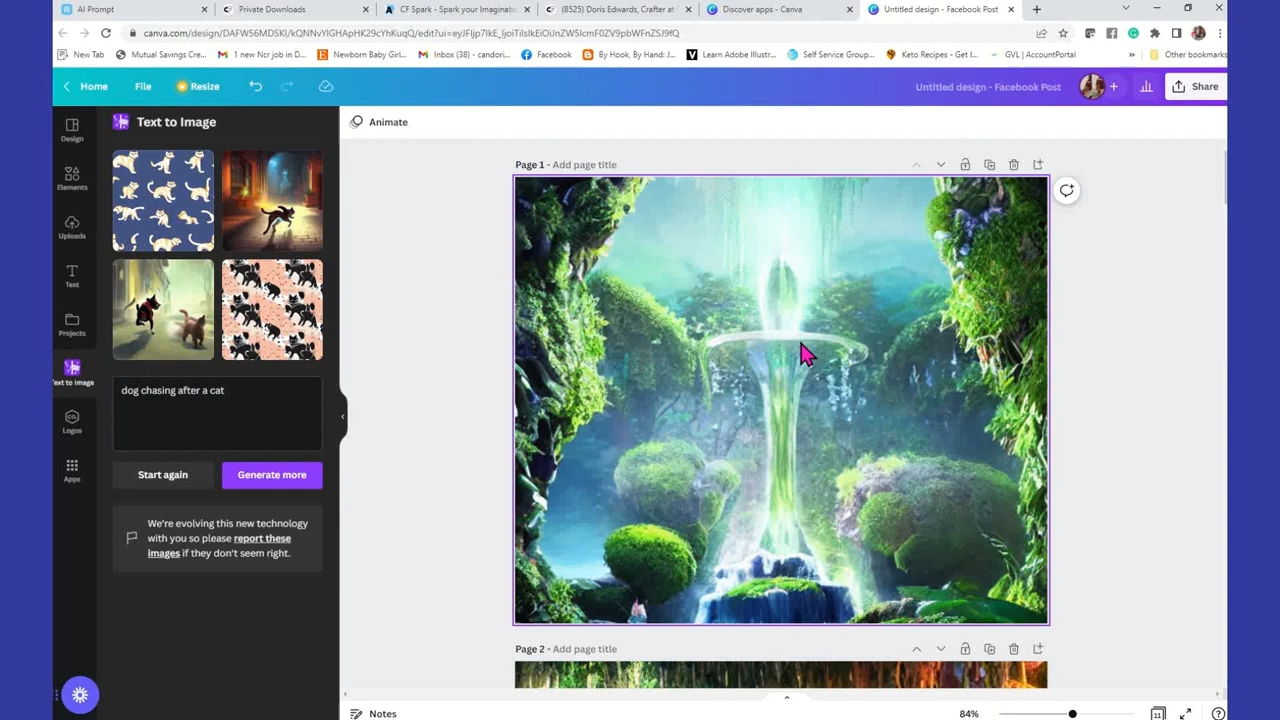 AI Prompt
Private Downloads
CF Spark - Spark your Imaginati
(8525) Doris Edwards, Crafter at
Discover apps - Canva
Untitled design - Facebook Post
canva.com/design/DAFWS6MDSKI/kQNNvYlGHApHK29cYhKuqQ/edit?ui=eyJFIjp7IkE_IjoiTiIsIkEiOiJnZW5lcmF0ZV9pbWFnZSJ9fQ
New Tab
Mutual Savings Cre...
1 new Ncr job in D...
Newborn Baby Girl...
Inbox (38) - candori...
Facebook
By Hook, By Hand: J...
Learn Adobe Illustr...
Self Service Group...
Keto Recipes - Get I...
GVL | AccountPortal
Other bookmarks
Home
File
Resize
Untitled design - Facebook Post
Share
Design
Elements
Uploads
Text
Projects
Text to Image
Logos
Apps
Text to Image
dog chasing after a cat
Start again
Generate more
We're evolving this new technology
with you so please report these
images if they don't seem right.
Animate
Page 1 - Add page title
Page 2 - Add page title
Notes
84%
11